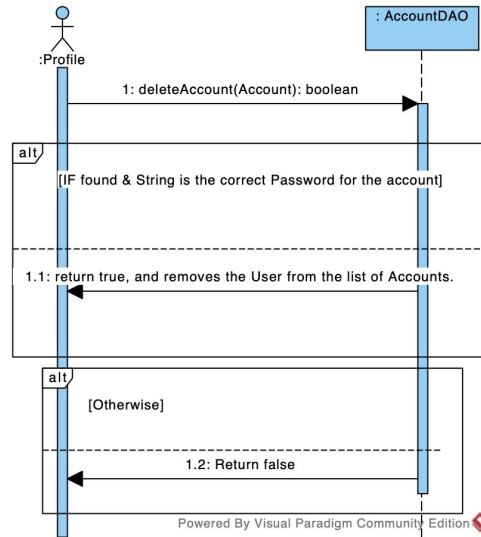 : AccountDAO
:Profile
1: deleteAccount(Account): boolean
alt
[IF found & String is the correct Password for the account]
1.1: return true, and removes the User from the list of Accounts.
alt
[Otherwise]
1.2: Return false
Powered By Visual Paradigm Community Edition